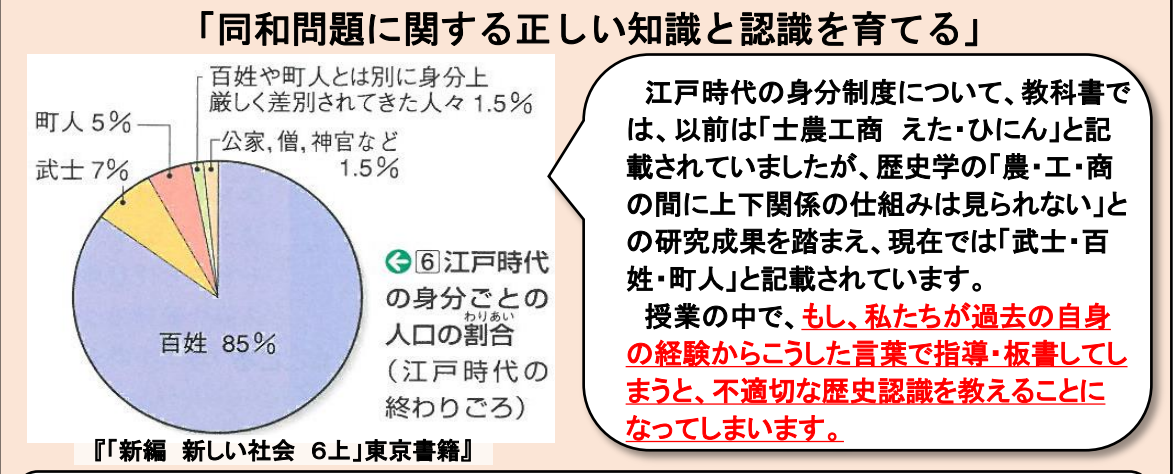 「同和問題に関する正しい知識と認識を育てる」
百姓や町人とは別に身分上
厳しく差別されてきた人々 1.5%
町人 5%
公家,僧,神官など
1.5%
武士 7%
百姓 85%
6 江戸時代
の身分ごとの
わりあい
人口の割合
(江戸時代の
終わりごろ)
『「新編 新しい社会 6上」東京書籍』
江戸時代の身分制度について、教科書で
は、以前は「士農工商 えた・ひにん」と記
載されていましたが、歴史学の「農・工・商
の間に上下関係の仕組みは見られない」と
の研究成果を踏まえ、現在では「武士・百
姓・町人」と記載されています。
授業の中で、もし、私たちが過去の自身
の経験からこうした言葉で指導・板書してし
まうと、不適切な歴史認識を教えることに
なってしまいます。